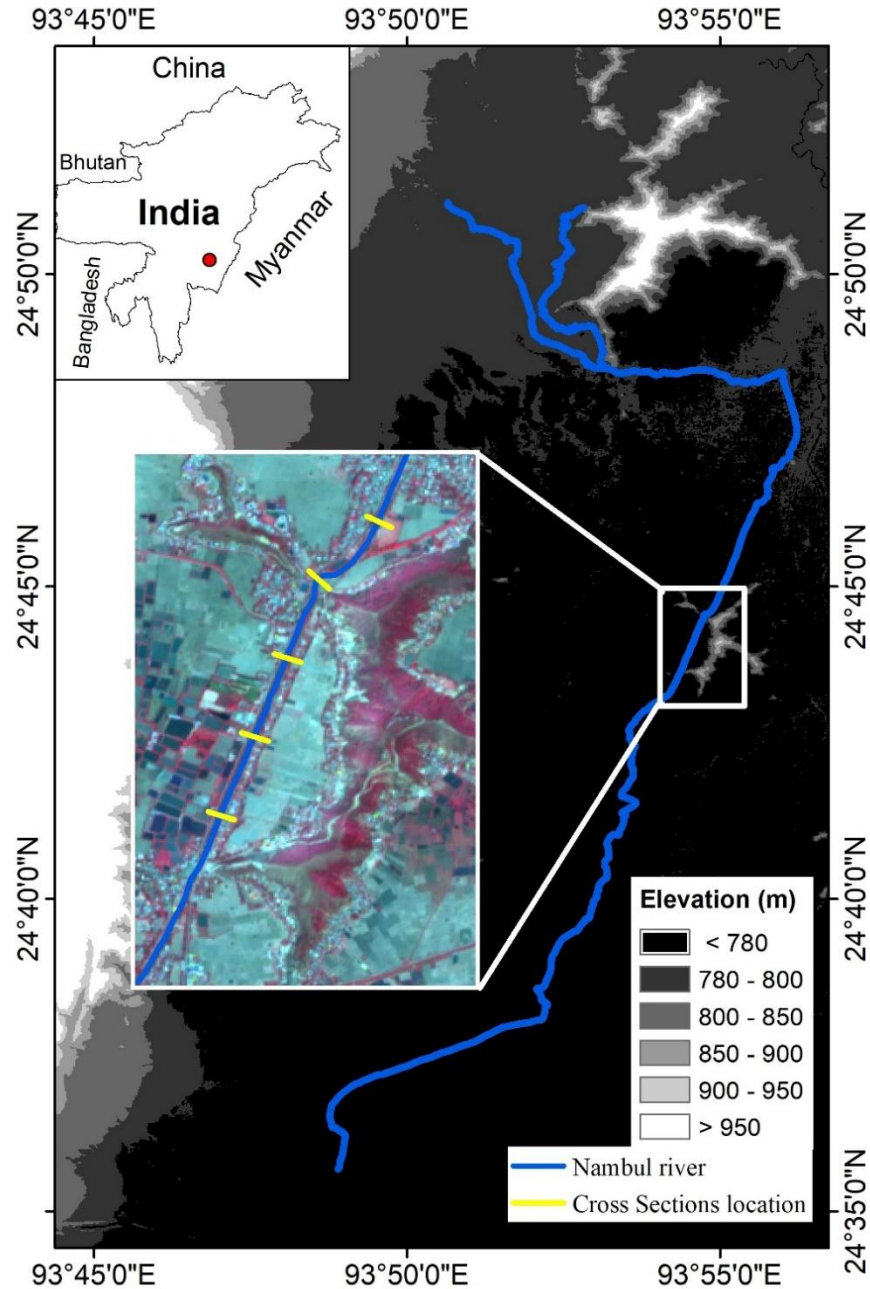 93°45'0"E
93°50'0"E
93°55'0"E
China
Bhutan
India
Myanmar
Bangladesh
24°50'0"N
24°50'0"N
24°45'0"N
24°45'0"N
24°40'0"N
24°40'0"N
Elevation (m)
< 780
780 - 800
800 - 850
850 - 900
900 - 950
> 950
Nambul river
Cross Sections location
24°35'0"N
24°35'0"N
93°45'0"E
93°50'0"E
93°55'0"E